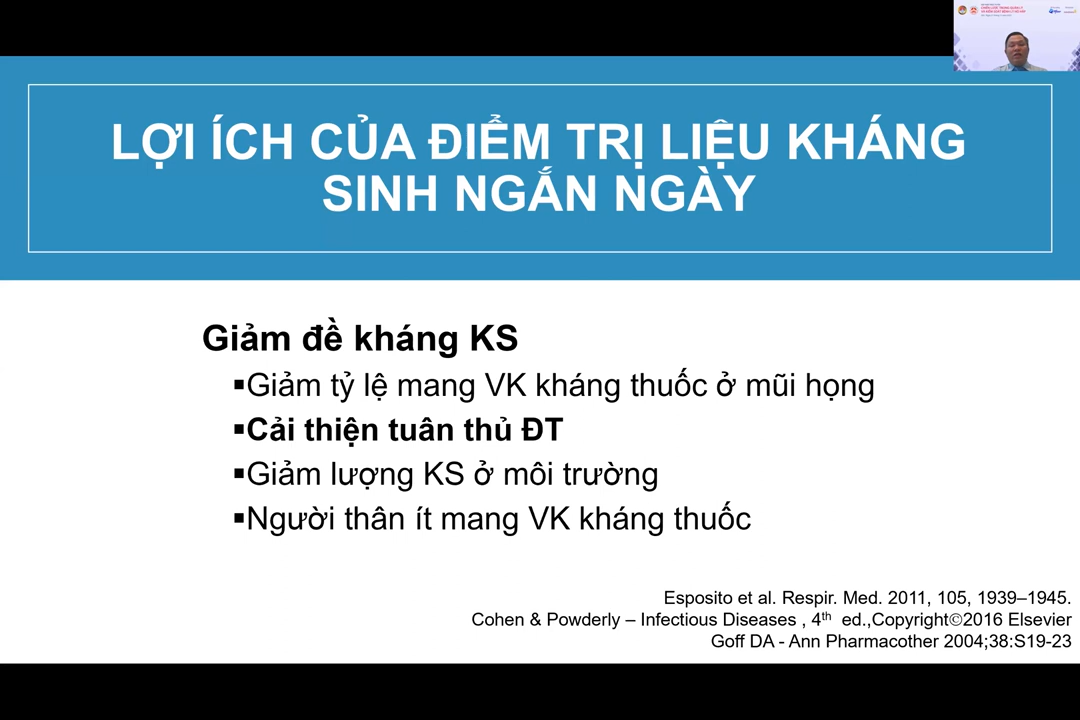 LỢI ÍCH CỦA ĐIỂM TRỊ LIỆU KHÁNG
SINH NGẮN NGÀY
Giảm đề kháng KS
▪Giảm tỷ lệ mang VK kháng thuốc ở mũi họng
▪Cải thiện tuân thủ ĐT
▪Giảm lượng KS ở môi trường
▪Người thân ít mang VK kháng thuốc
Esposito et al. Respir. Med. 2011, 105, 1939–1945.
Cohen & Powderly – Infectious Diseases , 4th ed.,Copyright©2016 Elsevier
Goff DA - Ann Pharmacother 2004;38:S19-23